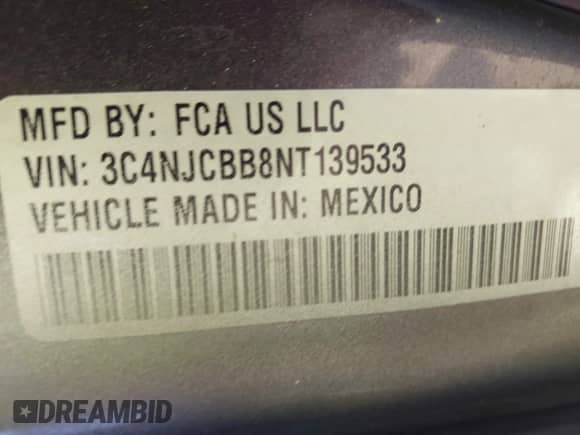 MFD BY: FCA US LLC
VIN: 3C4NJCBB8NT139533
VEHICLE MADE IN: MEXICO
DREAMBID